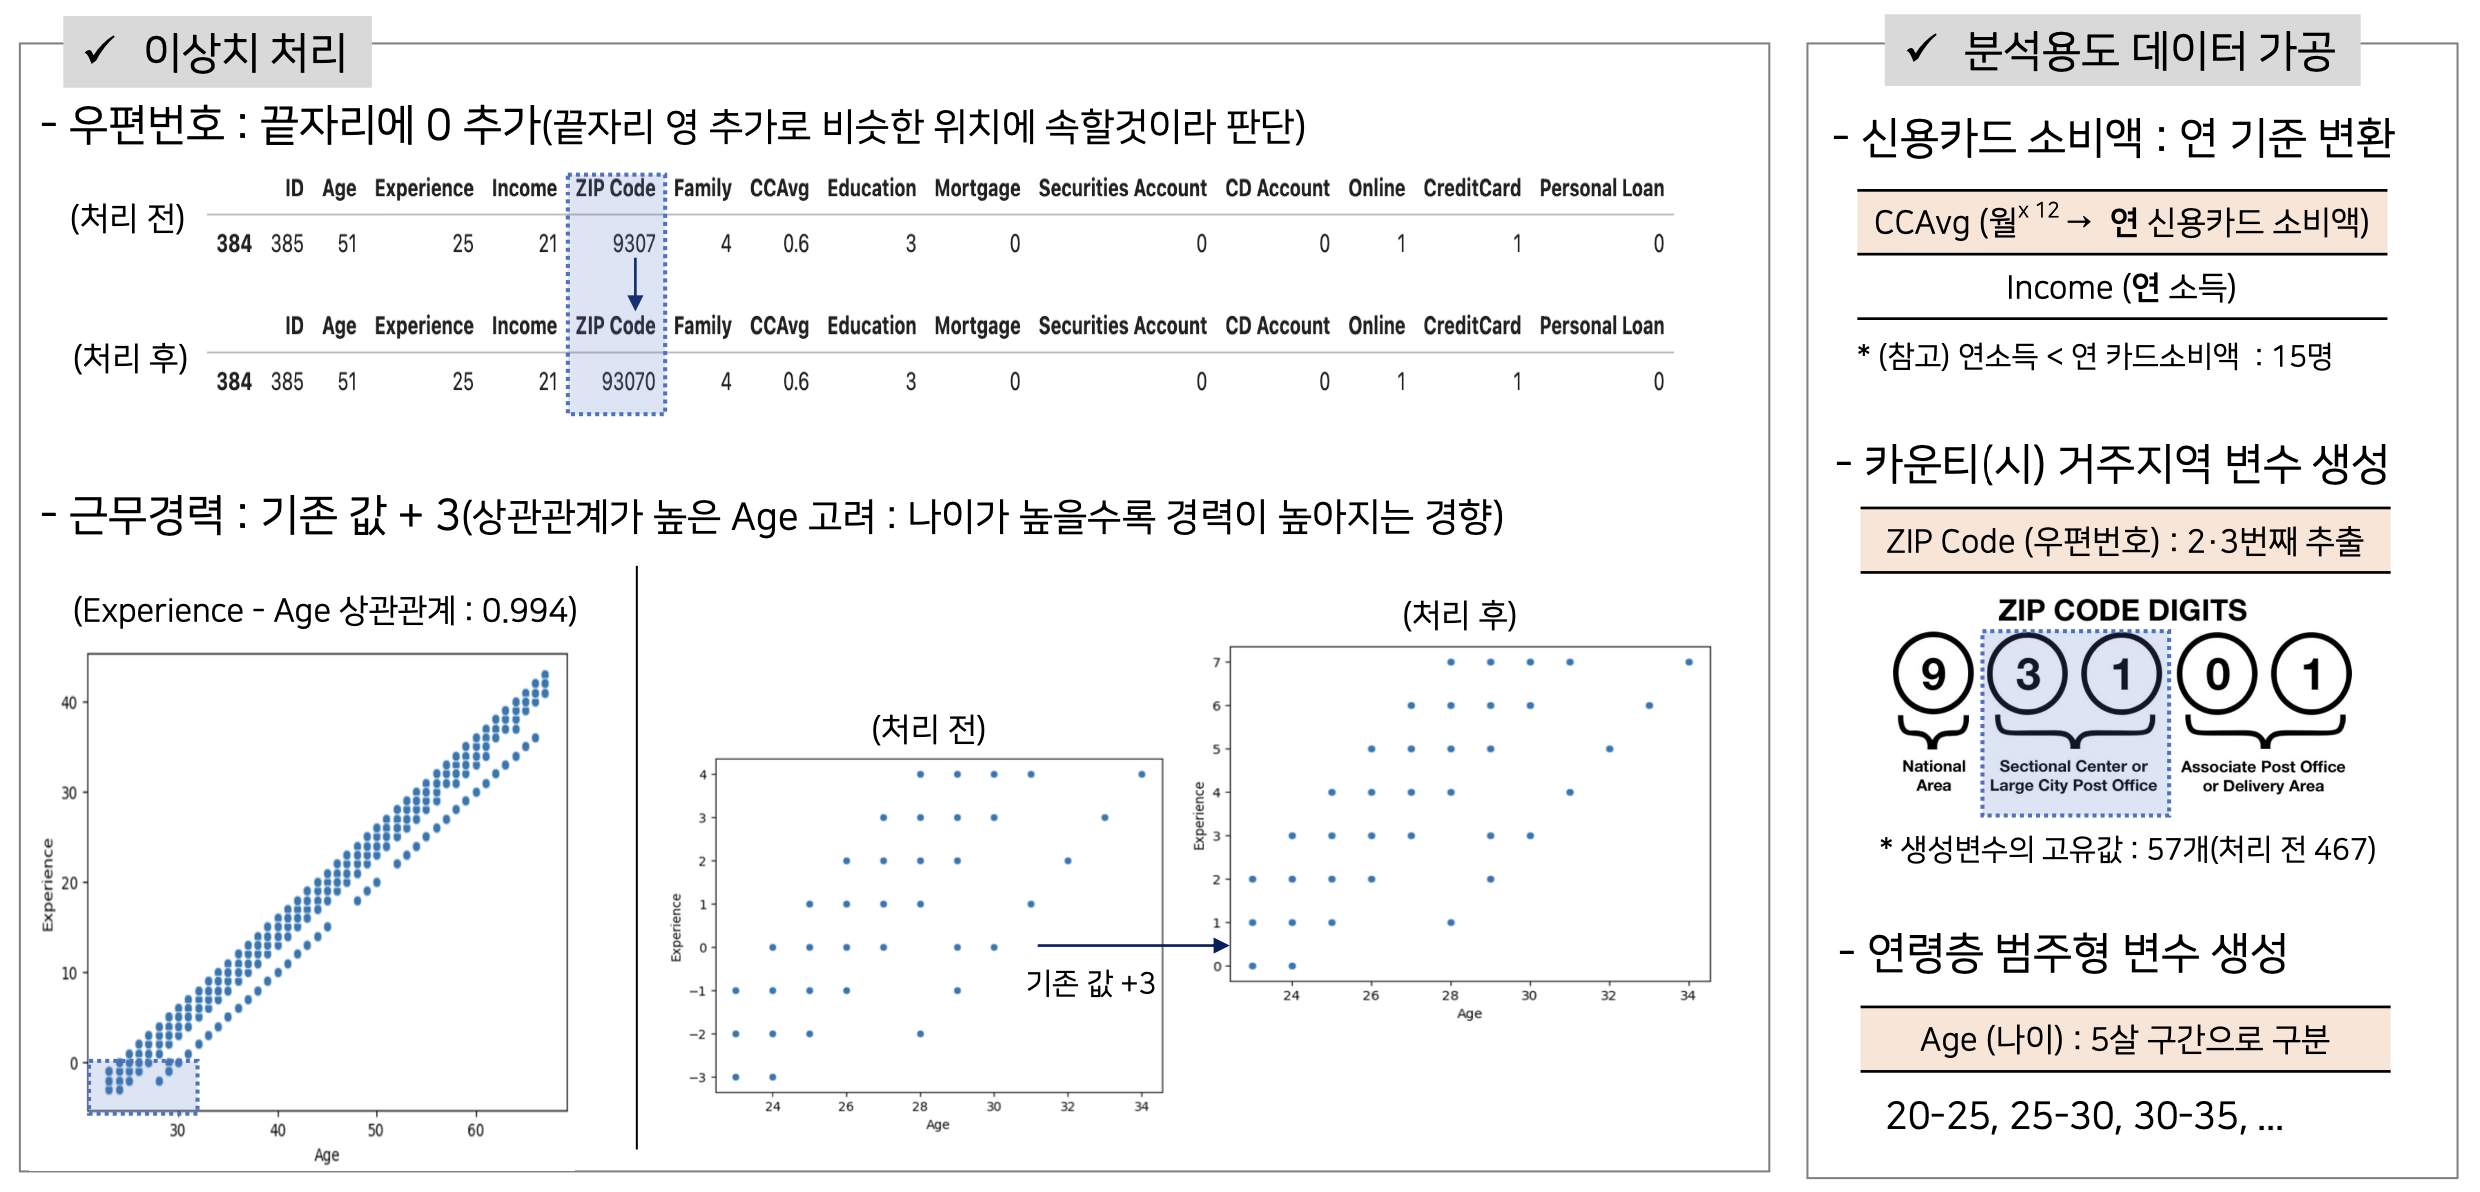 ✓ 이상치 처리
- 우편번호 : 끝자리에 0 추가(끝자리 영 추가로 비슷한 위치에 속할것이라 판단)
(처리 전)
ID Age Experience Income ZIP Code Family CCAvg Education Mortgage Securities Account CD Account Online CreditCard Personal Loan
384 385 51 25 21 9307 4 0.6 3 0 0 0 1 1 0
(처리 후)
ID Age Experience Income ZIP Code Family CCAvg Education Mortgage Securities Account CD Account Online CreditCard Personal Loan
384 385 51 25 21 93070 4 0.6 3 0 0 0 1 1 0
- 근무경력 : 기존 값 + 3(상관관계가 높은 Age 고려 : 나이가 높을수록 경력이 높아지는 경향)
(Experience - Age 상관관계 : 0.994)
Experience
40
30
20
10
0
30 40 50 60
Age
(처리 전)
Experience
4
3
2
1
0
−1
−2
−3
24 26 28 30 32 34
Age
기존 값 +3
(처리 후)
Experience
7
6
5
4
3
2
1
0
24 26 28 30 32 34
Age
✓ 분석용도 데이터 가공
- 신용카드 소비액 : 연 기준 변환
CCAvg (월x 12 → 연 신용카드 소비액)
Income (연 소득)
* (참고) 연소득 < 연 카드소비액 : 15명
- 카운티(시) 거주지역 변수 생성
ZIP Code (우편번호) : 2·3번째 추출
ZIP CODE DIGITS
9 3 1 0 1
National Area
Sectional Center or Large City Post Office
Associate Post Office or Delivery Area
* 생성변수의 고유값 : 57개(처리 전 467)
- 연령층 범주형 변수 생성
Age (나이) : 5살 구간으로 구분
20-25, 25-30, 30-35, ...